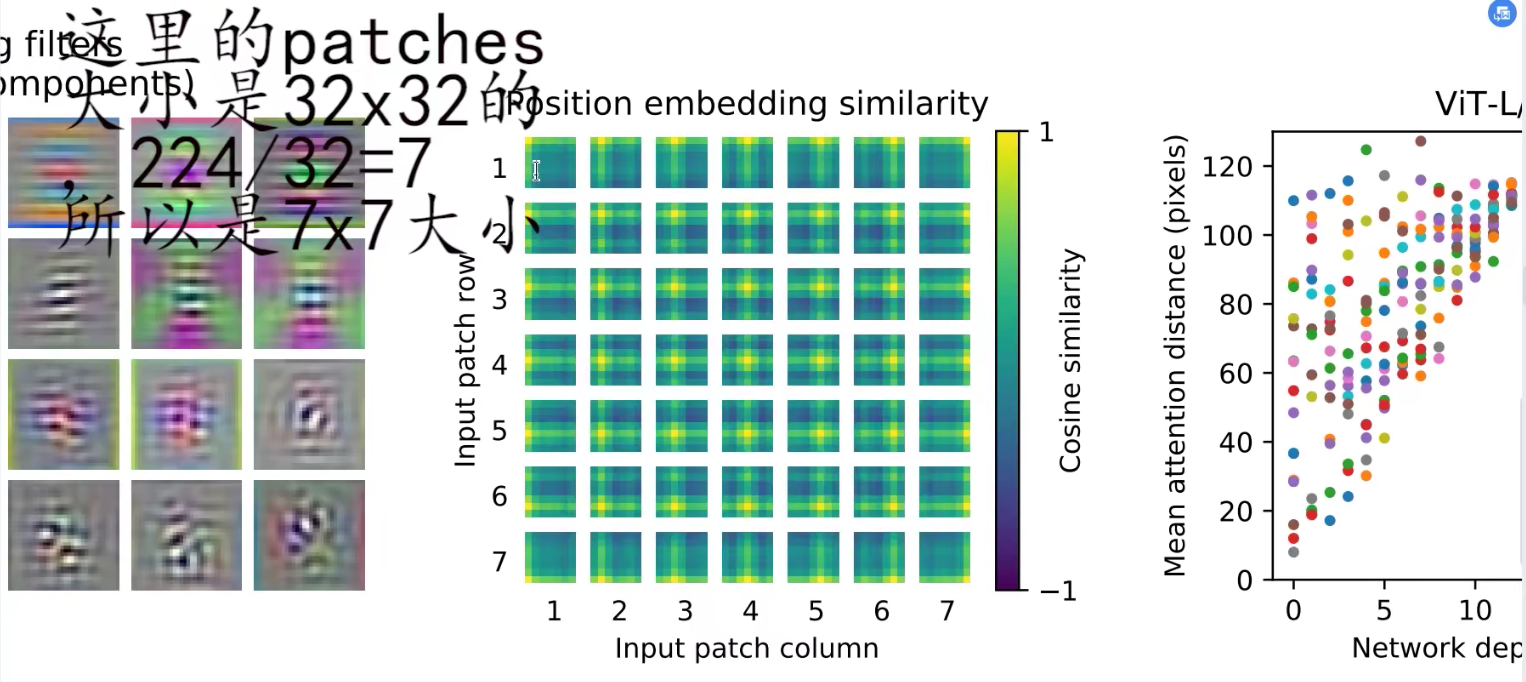 这里的patches
大小是32x32的
,224/32=7
所以是7x7大小
g filters
omponents)
Position embedding similarity
1
2
3
4
5
6
7
Input patch row
1 2 3 4 5 6 7
Input patch column
1
−1
Cosine similarity
ViT-L/
120
100
80
60
40
20
0
Mean attention distance (pixels)
0 5 10
Network dep